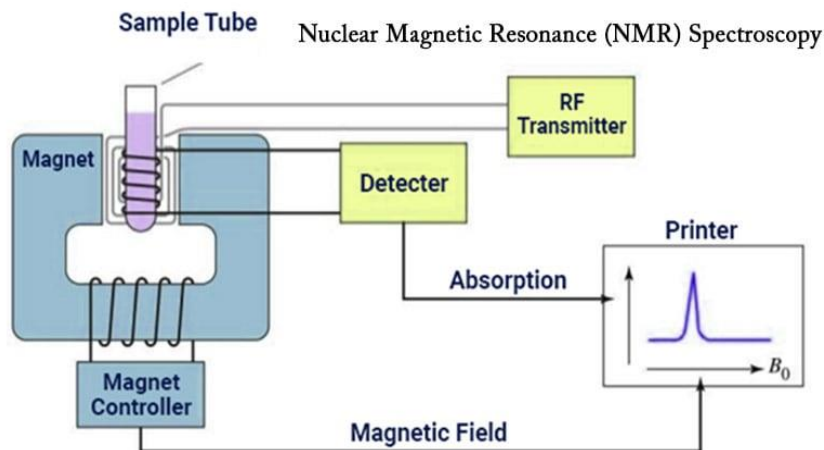 Sample Tube
Nuclear Magnetic Resonance (NMR) Spectroscopy
RF
Transmitter
Magnet
Detecter
Printer
Absorption
B0
Magnet
Controller
Magnetic Field